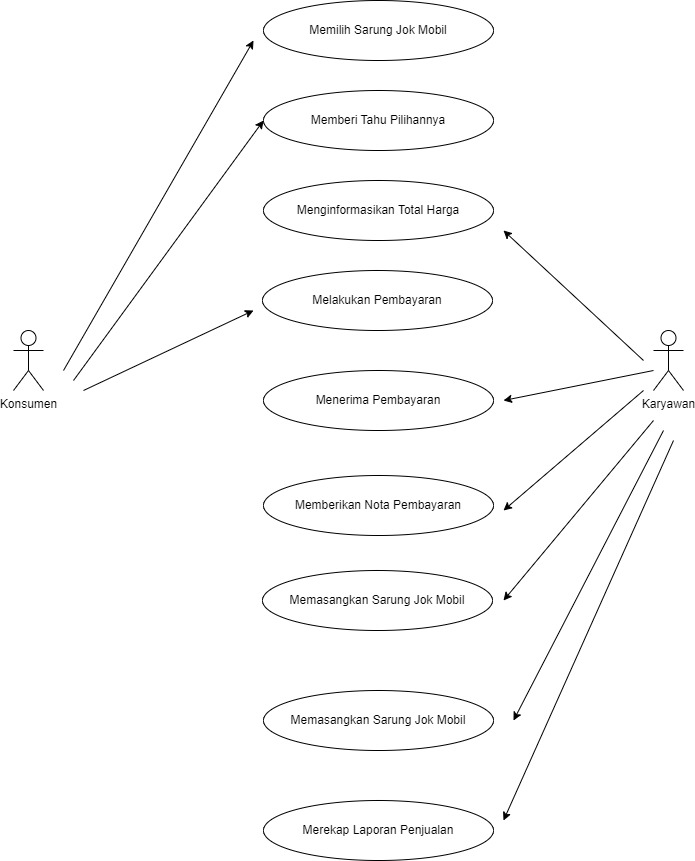 Memilih Sarung Jok Mobil
Memberi Tahu Pilihannya
Menginformasikan Total Harga
Melakukan Pembayaran
Konsumen
Menerima Pembayaran
Karyawan
Memberikan Nota Pembayaran
Memasangkan Sarung Jok Mobil
Memasangkan Sarung Jok Mobil
Merekap Laporan Penjualan